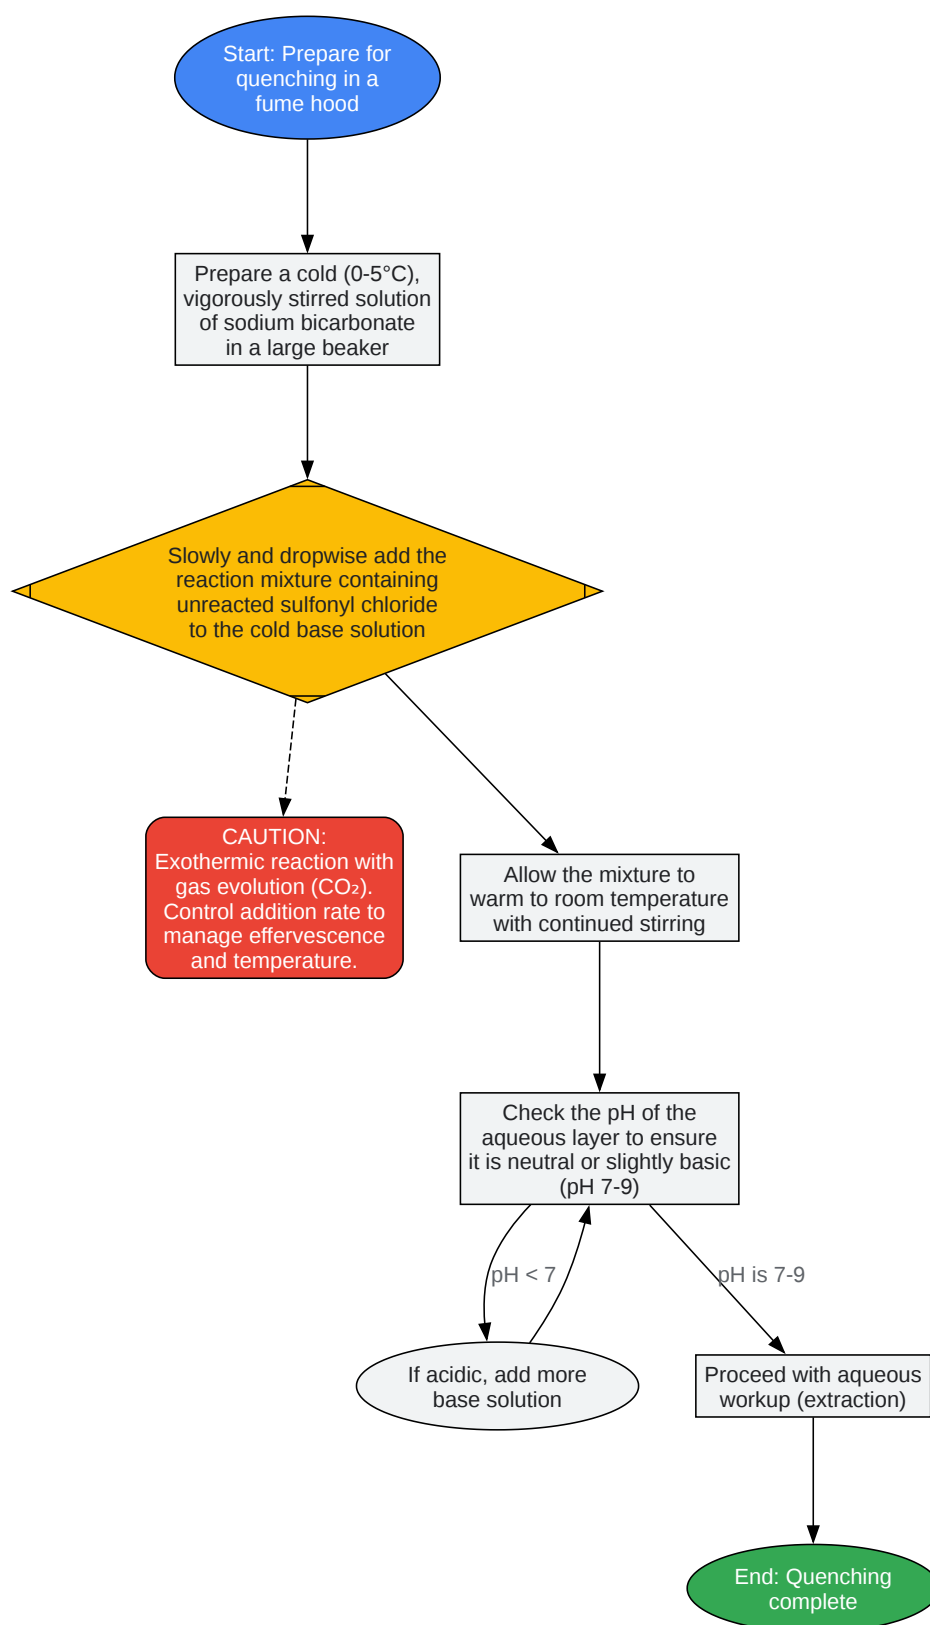 Start: Prepare for
quenching in a
fume hood
Prepare a cold (0-5°C),
vigorously stirred solution
of sodium bicarbonate
in a large beaker
Slowly and dropwise add the
reaction mixture containing
unreacted sulfonyl chloride
to the cold base solution
CAUTION:
Exothermic reaction with
gas evolution (CO₂).
Control addition rate to
manage effervescence
and temperature.
Allow the mixture to
warm to room temperature
with continued stirring
Check the pH of the
aqueous layer to ensure
it is neutral or slightly basic
(pH 7-9)
pH < 7
pH is 7-9
If acidic, add more
base solution
Proceed with aqueous
workup (extraction)
End: Quenching
complete